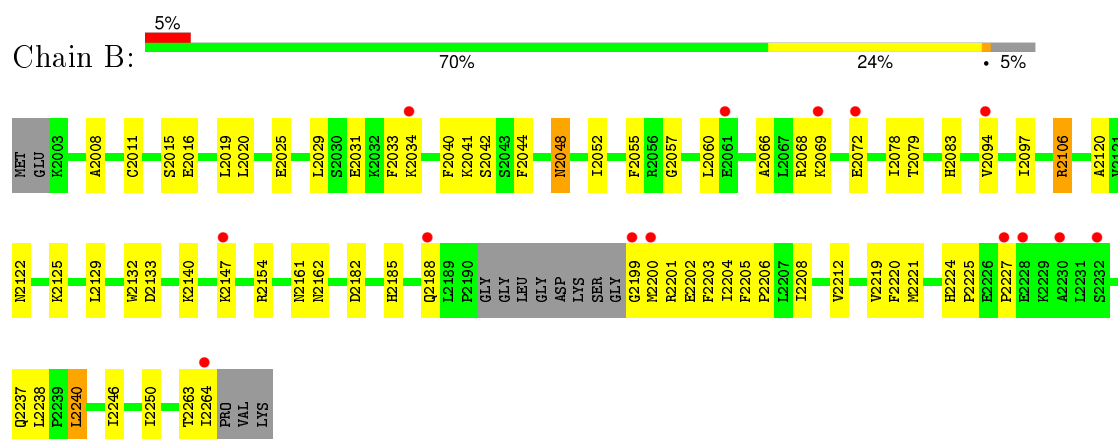 5%
Chain B:
70% 24% • 5%
MET GLU K2003 A2008 C2011 S2015 E2016 L2019 L2020 E2025 L2029 S2030 E2031 K2032 F2033 K2034 F2040 K2041 S2042 S2043 F2044 N2048 I2052 F2055 R2056 G2057 L2060 E2061 A2066 L2067 R2068 K2069 E2072 I2078 T2079 H2083 V2094 I2097 R2106 A2120 V2121
N2122 K2125 L2129 W2132 D2133 K2140 K2147 R2154 N2161 N2162 D2182 H2185 Q2188 L2189 P2190 GLY GLY LEU GLY ASP LYS SER GLY G2199 M2200 R2201 E2202 F2203 I2204 F2205 P2206 L2207 I2208 V2212 V2219 F2220 M2221 H2224 P2225 E2226 P2227 E2228 K2229 A2230 L2231 S2232
Q2237 L2238 P2239 L2240 I2246 I2250 T2263 I2264 PRO VAL LYS